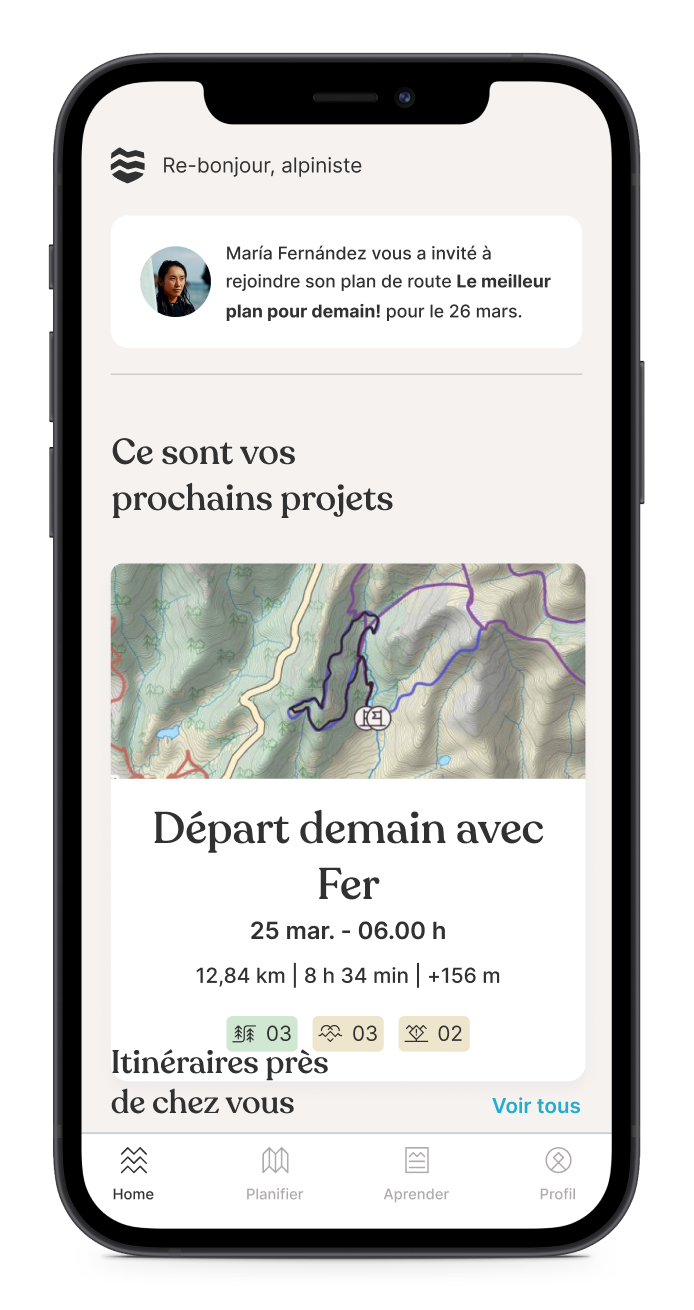 Re-bonjour, alpiniste
María Fernández vous a invité à
rejoindre son plan de route Le meilleur
plan pour demain! pour le 26 mars.
Ce sont vos
prochains projets
Départ demain avec
Fer
25 mar. - 06.00 h
12,84 km | 8 h 34 min | +156 m
03 03 02
Itinéraires près
de chez vous
Voir tous
Home Planifier Aprender Profil